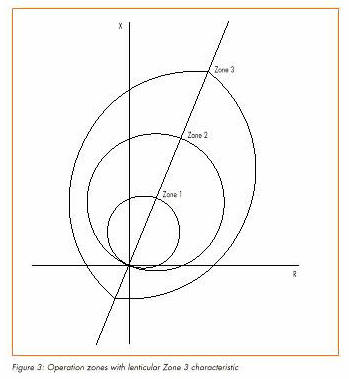 X
Zone 3
Zone 2
Zone 1
R
Figure 3: Operation zones with lenticular Zone 3 characteristic